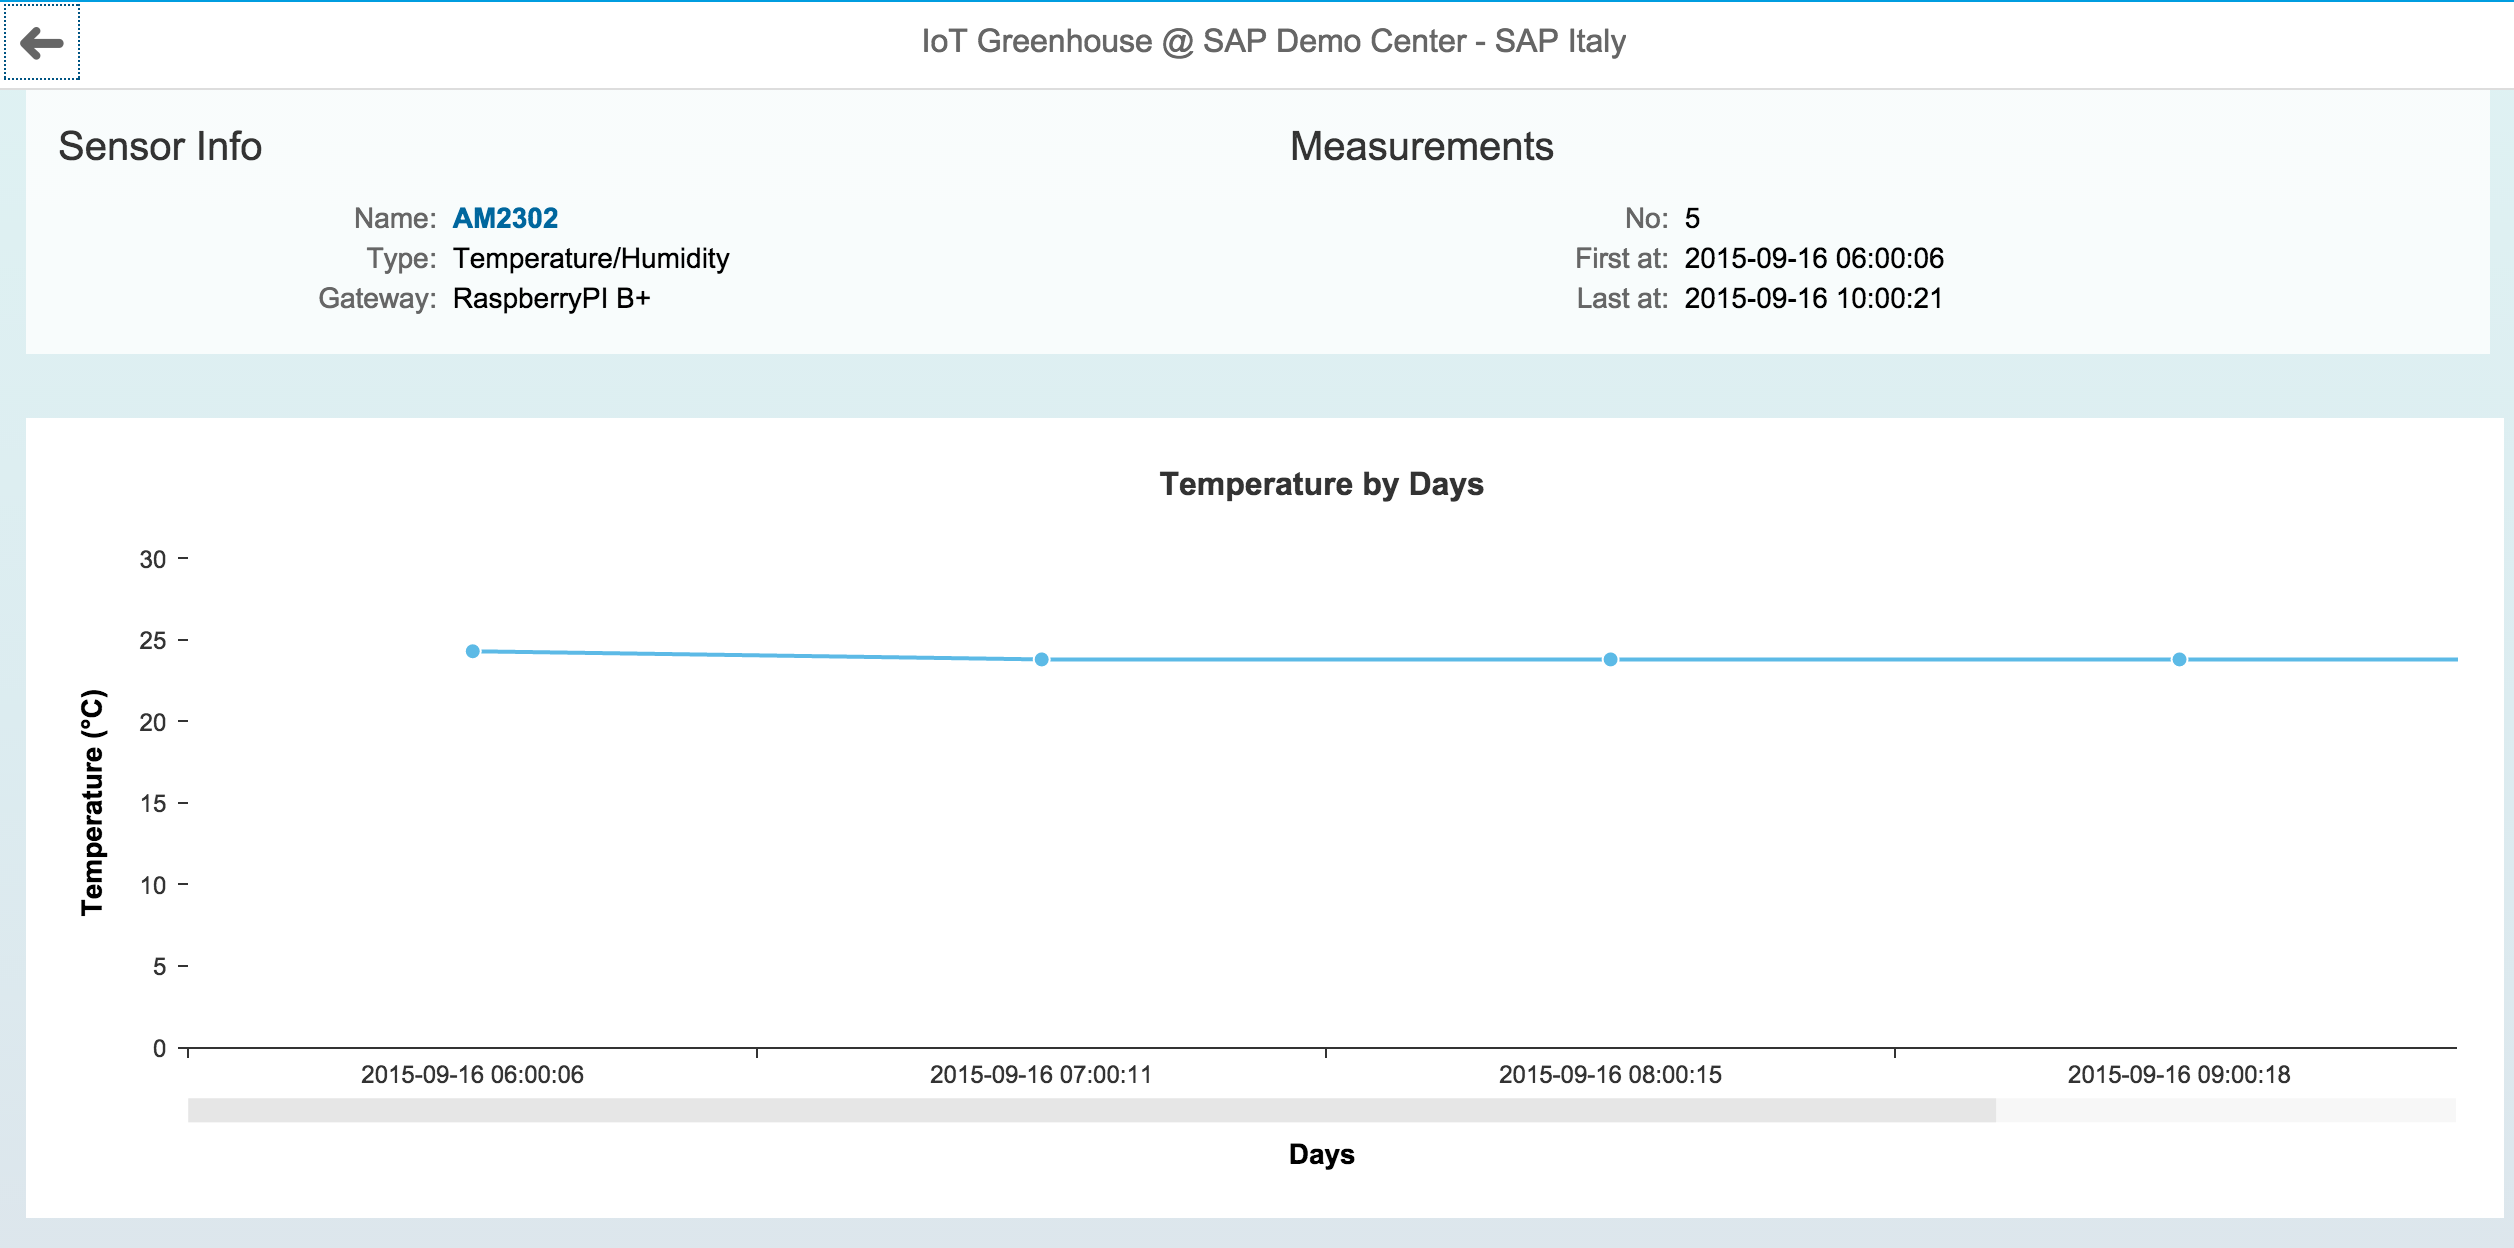 IoT Greenhouse @ SAP Demo Center - SAP Italy
Sensor Info
Name: AM2302
Type: Temperature/Humidity
Gateway: RaspberryPI B+
Measurements
No: 5
First at: 2015-09-16 06:00:06
Last at: 2015-09-16 10:00:21
Temperature by Days
Temperature (°C)
30
25
20
15
10
5
0
2015-09-16 06:00:06
2015-09-16 07:00:11
2015-09-16 08:00:15
2015-09-16 09:00:18
Days